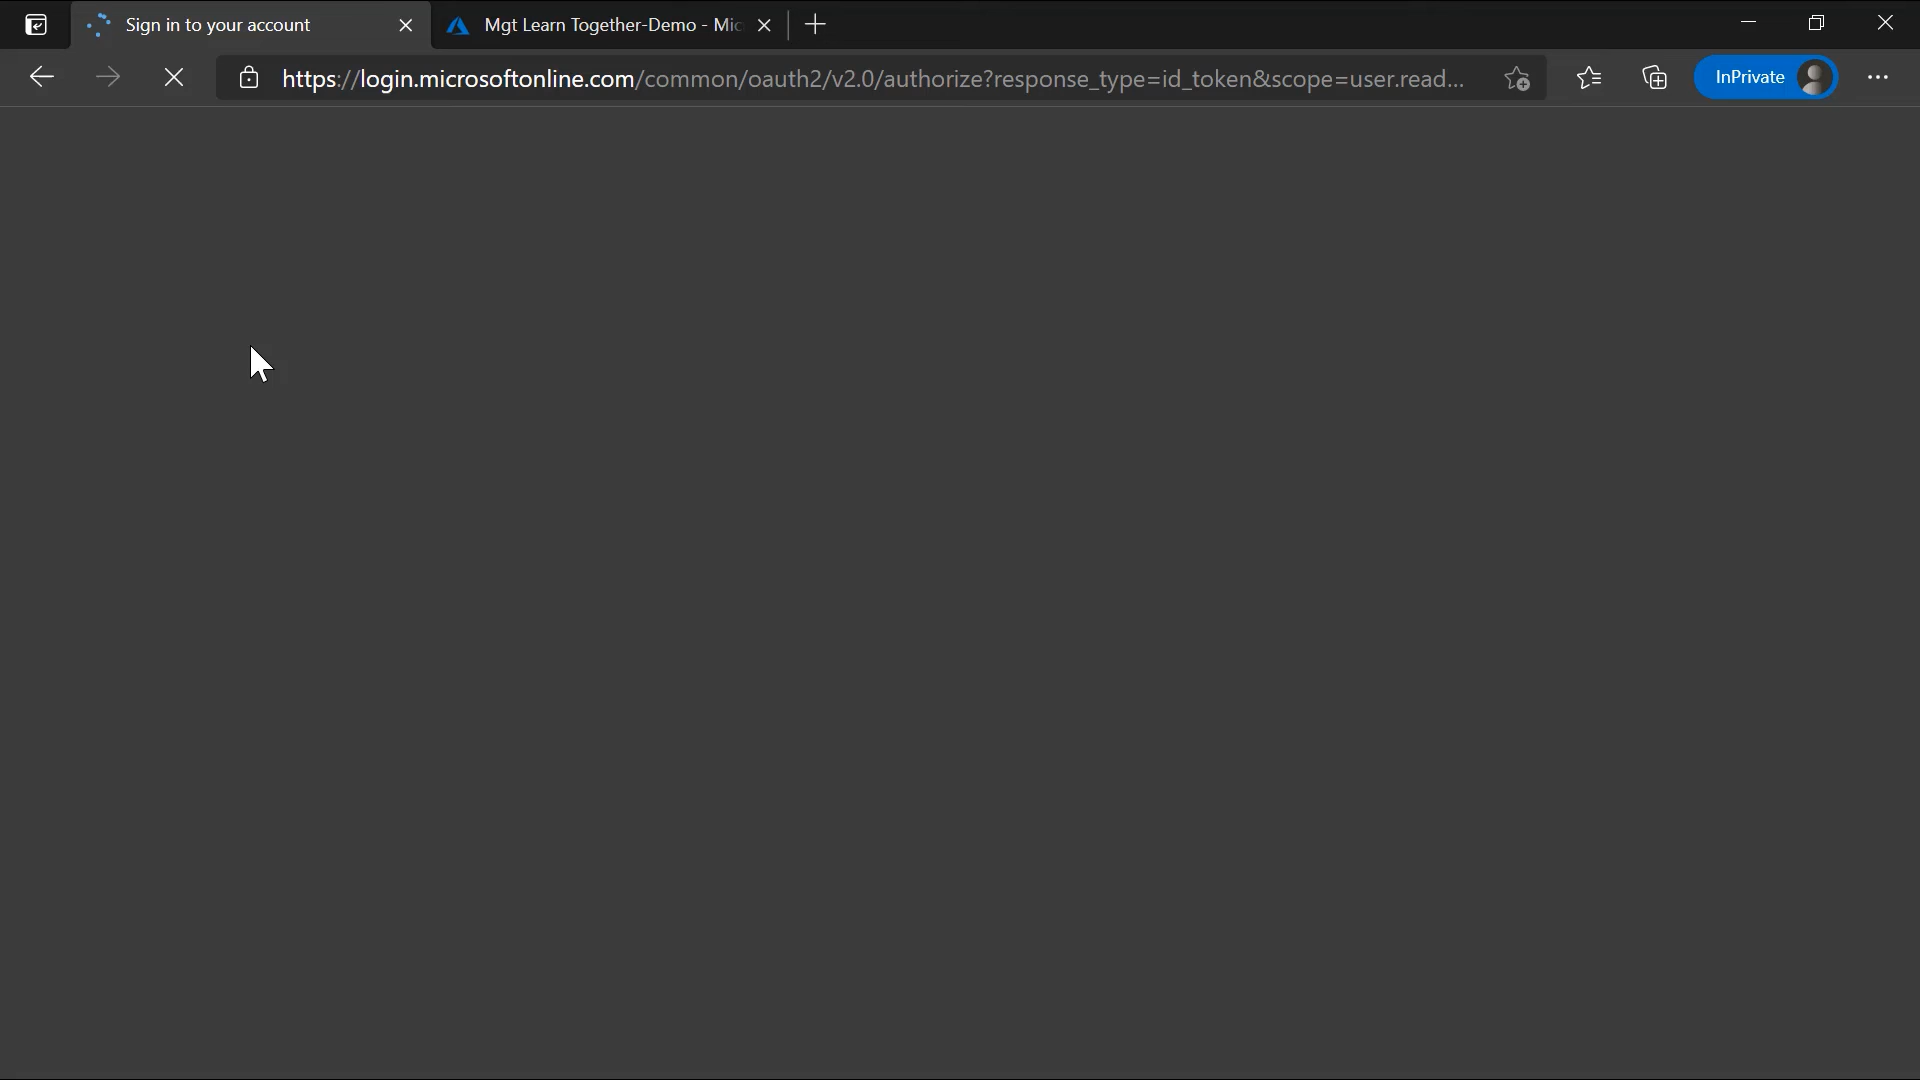 Sign in to your account
Mgt Learn Together-Demo - Mic
https://login.microsoftonline.com/common/oauth2/v2.0/authorize?response_type=id_token&scope=user.read...
InPrivate